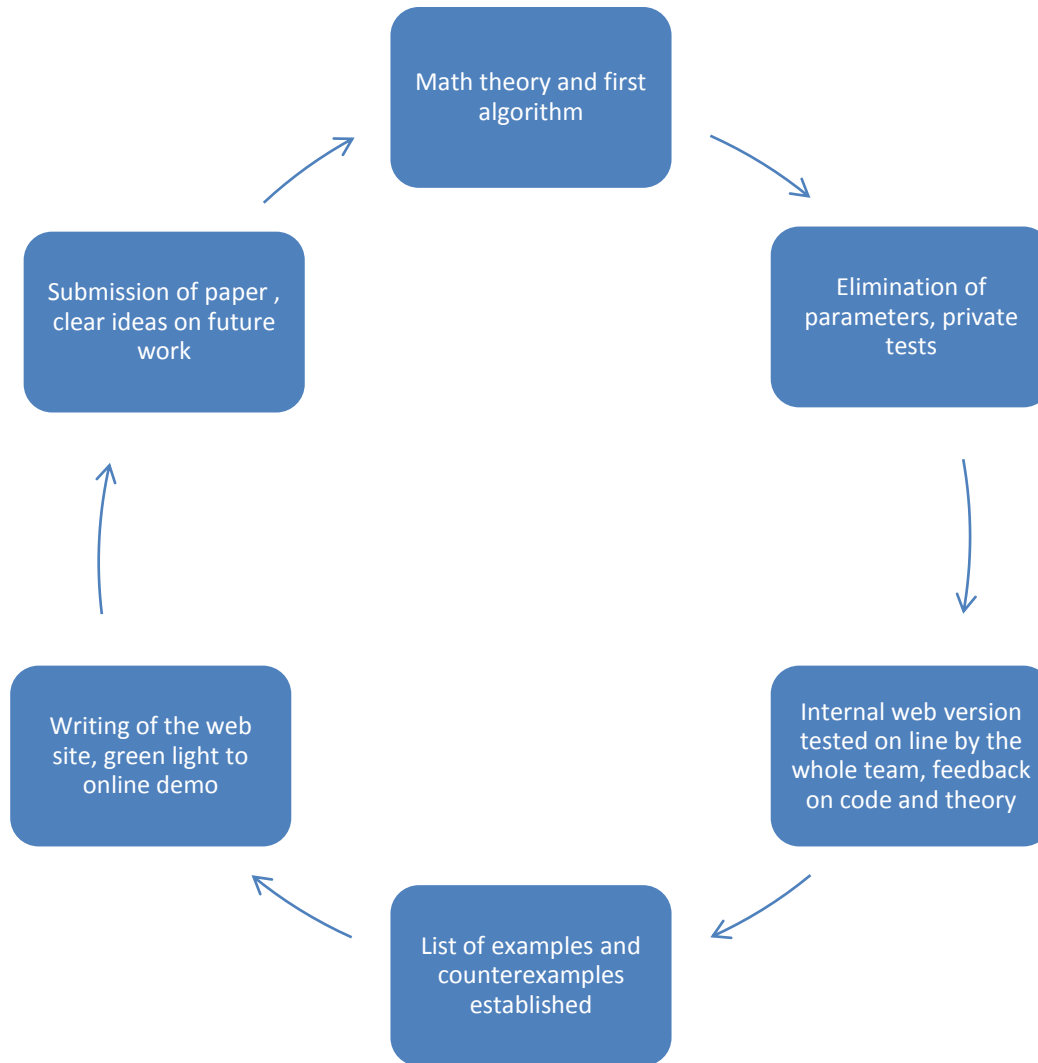 Math theory and first
algorithm
Elimination of
parameters, private
tests
Internal web version
tested on line by the
whole team, feedback
on code and theory
List of examples and
counterexamples
established
Writing of the web
site, green light to
online demo
Submission of paper ,
clear ideas on future
work